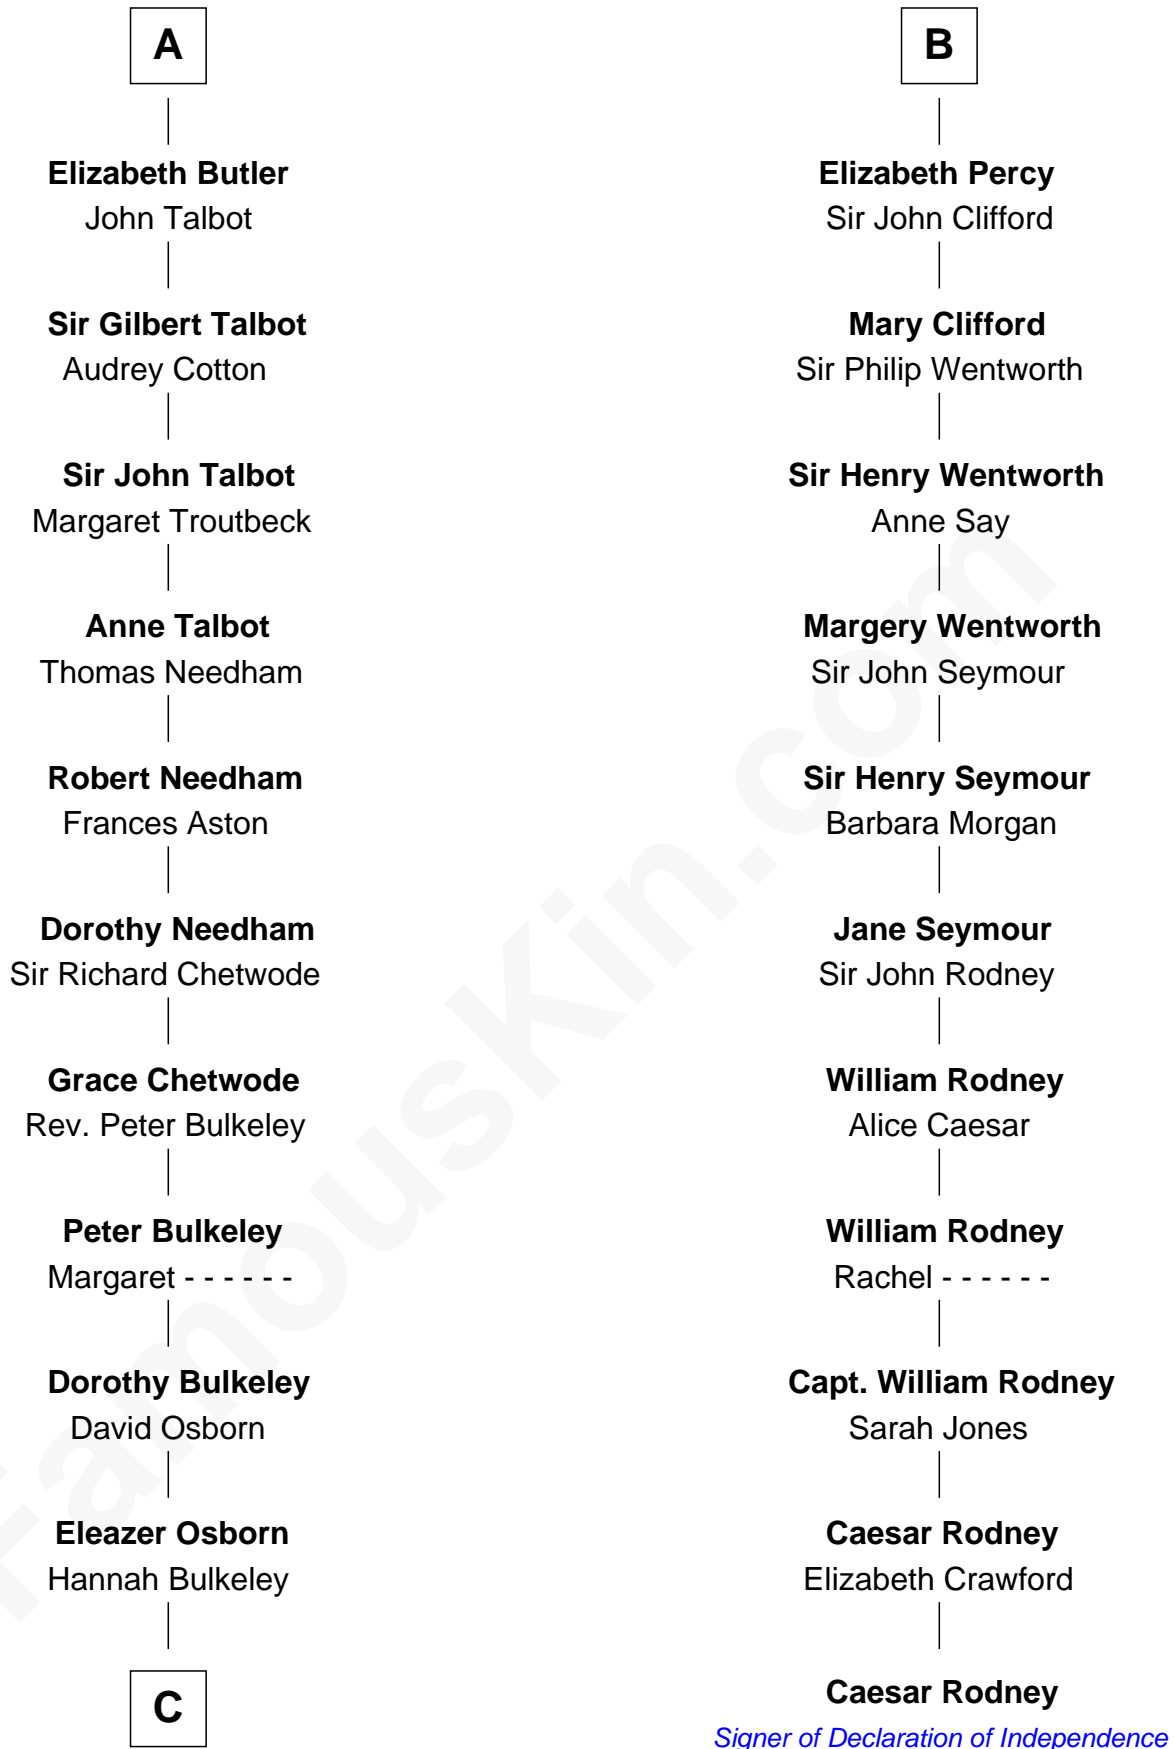 A
Elizabeth Butler
John Talbot
Sir Gilbert Talbot
Audrey Cotton
Sir John Talbot
Margaret Troutbeck
Anne Talbot
Thomas Needham
Robert Needham
Frances Aston
Dorothy Needham
Sir Richard Chetwode
Grace Chetwode
Rev. Peter Bulkeley
Peter Bulkeley
Margaret - - - - - -
Dorothy Bulkeley
David Osborn
Eleazer Osborn
Hannah Bulkeley
C
B
Elizabeth Percy
Sir John Clifford
Mary Clifford
Sir Philip Wentworth
Sir Henry Wentworth
Anne Say
Margery Wentworth
Sir John Seymour
Sir Henry Seymour
Barbara Morgan
Jane Seymour
Sir John Rodney
William Rodney
Alice Caesar
William Rodney
Rachel - - - - - -
Capt. William Rodney
Sarah Jones
Caesar Rodney
Elizabeth Crawford
Caesar Rodney
Signer of Declaration of Independence
FamousKin.com